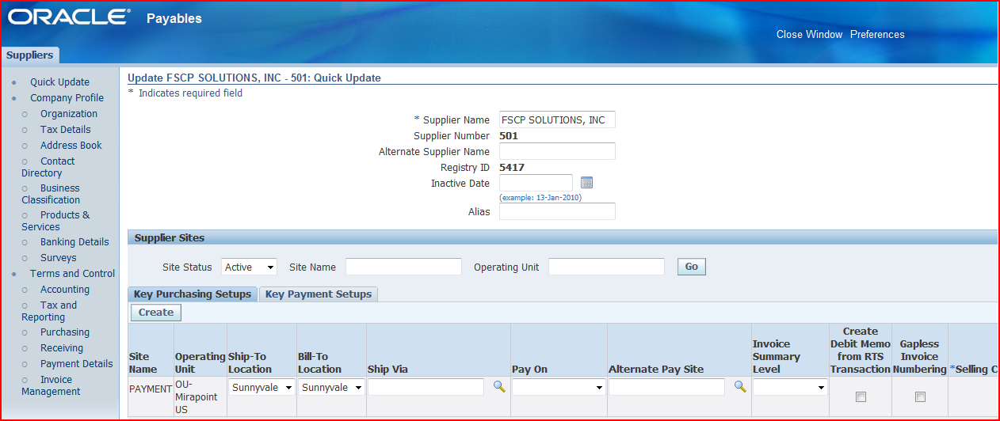 ORACLE® Payables
Close Window Preferences
Suppliers
Quick Update
Company Profile
Organization
Tax Details
Address Book
Contact
Directory
Business
Classification
Products &
Services
Banking Details
Surveys
Terms and Control
Accounting
Tax and
Reporting
Purchasing
Receiving
Payment Details
Invoice
Management
Update FSCP SOLUTIONS, INC - 501: Quick Update
* Indicates required field
* Supplier Name FSCP SOLUTIONS, INC
Supplier Number 501
Alternate Supplier Name
Registry ID 5417
Inactive Date
(example: 13-Jan-2010)
Alias
Supplier Sites
Site Status Active Site Name Operating Unit Go
Key Purchasing Setups Key Payment Setups
Create
Site
Name
Operating
Unit
Ship-To
Location
Bill-To
Location
Ship Via
Pay On
Alternate Pay Site
Invoice
Summary
Level
Create
Debit Memo
from RTS
Transaction
Gapless
Invoice
Numbering
*Selling C
PAYMENT
OU-
Mirapoint
US
Sunnyvale
Sunnyvale